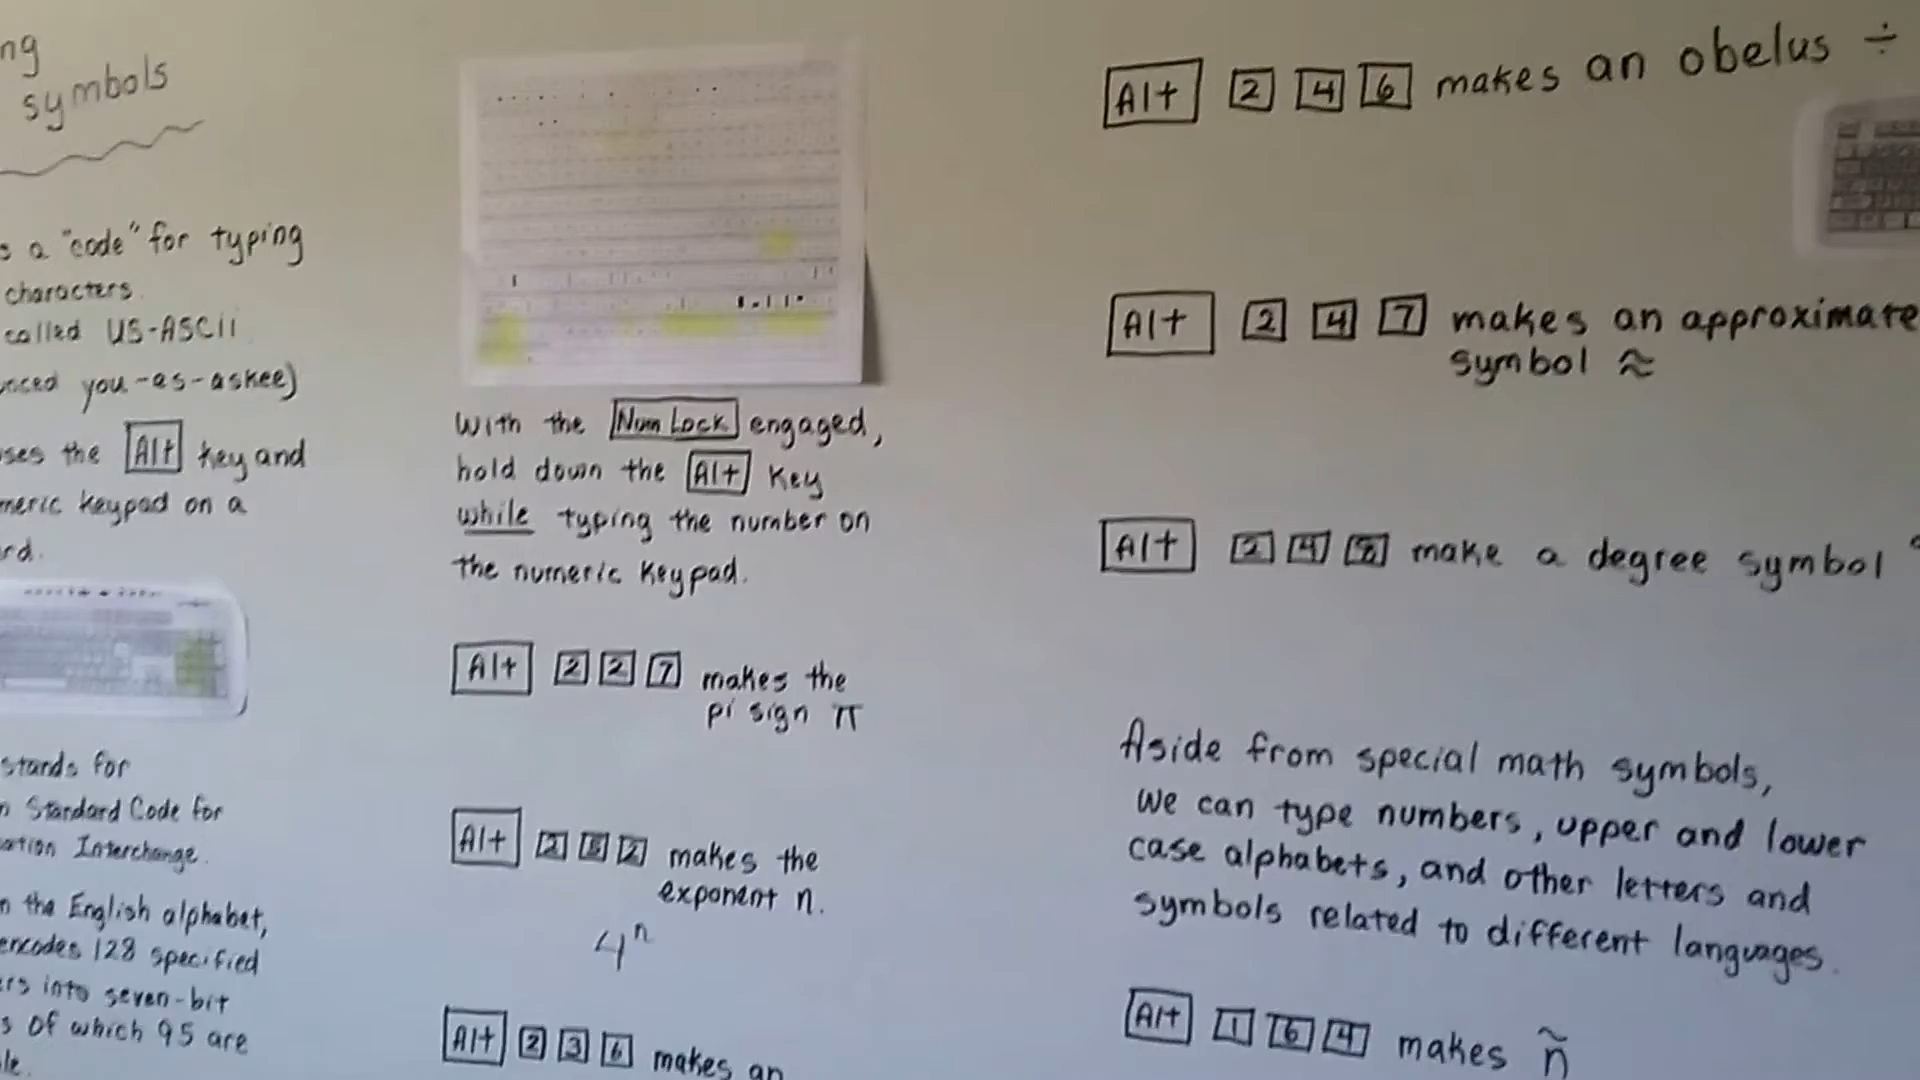 ng
symbols
a "code" for typing
characters.
called US-ASCII
you-as-askee)
the Alt key and
keypad on a
stands for
Standard Code for
Interchange.
the English alphabet,
encodes 128 specified
into seven-bit
of which 95 are
With the Num Lock engaged,
hold down the Alt key
while typing the number on
the numeric keypad.
Alt 2 2 7 makes the
pi sign π
Alt 2 5 2 makes the
exponent n.
4ⁿ
Alt 2 3 6 makes an
Alt 2 4 6 makes an obelus ÷
Alt 2 4 7 makes an approximate
symbol ≈
Alt 2 4 8 make a degree symbol °
Aside from special math symbols,
we can type numbers, upper and lower
case alphabets, and other letters and
symbols related to different languages.
Alt 1 6 4 makes ñ